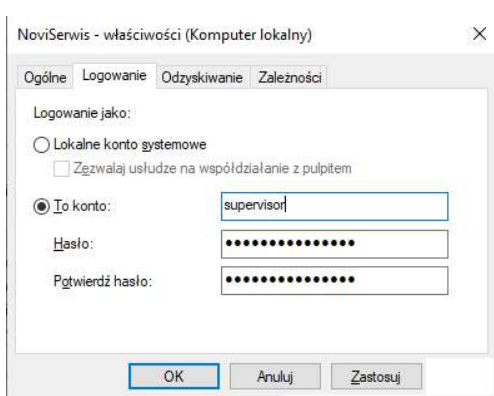 NoviSerwis - właściwości (Komputer lokalny)
Ogólne Logowanie Odzyskiwanie Zależności
Logowanie jako:
Lokalne konto systemowe
Zezwalaj usłudze na współdziałanie z pulpitem
To konto: supervisor
Hasło: •••••••••••••••
Potwierdź hasło: •••••••••••••••
OK Anuluj Zastosuj